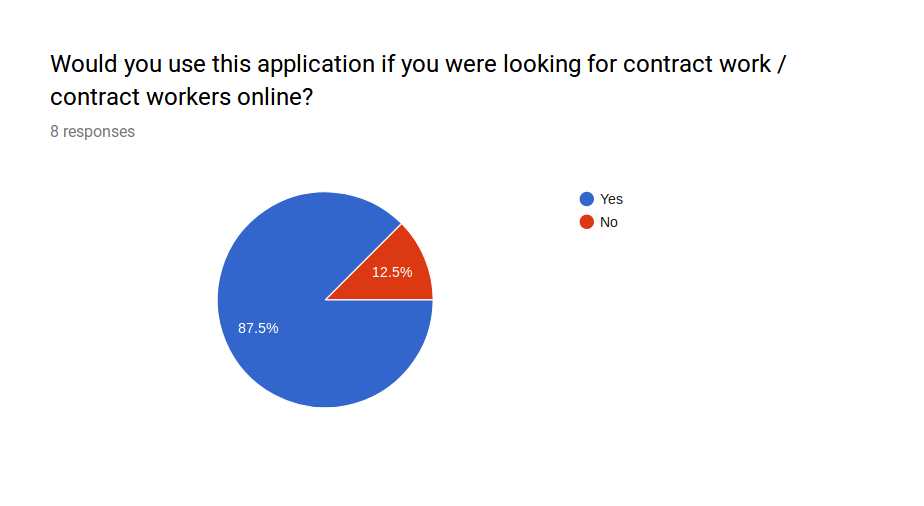 Would you use this application if you were looking for contract work /
contract workers online?
8 responses
Yes
No
12.5%
87.5%